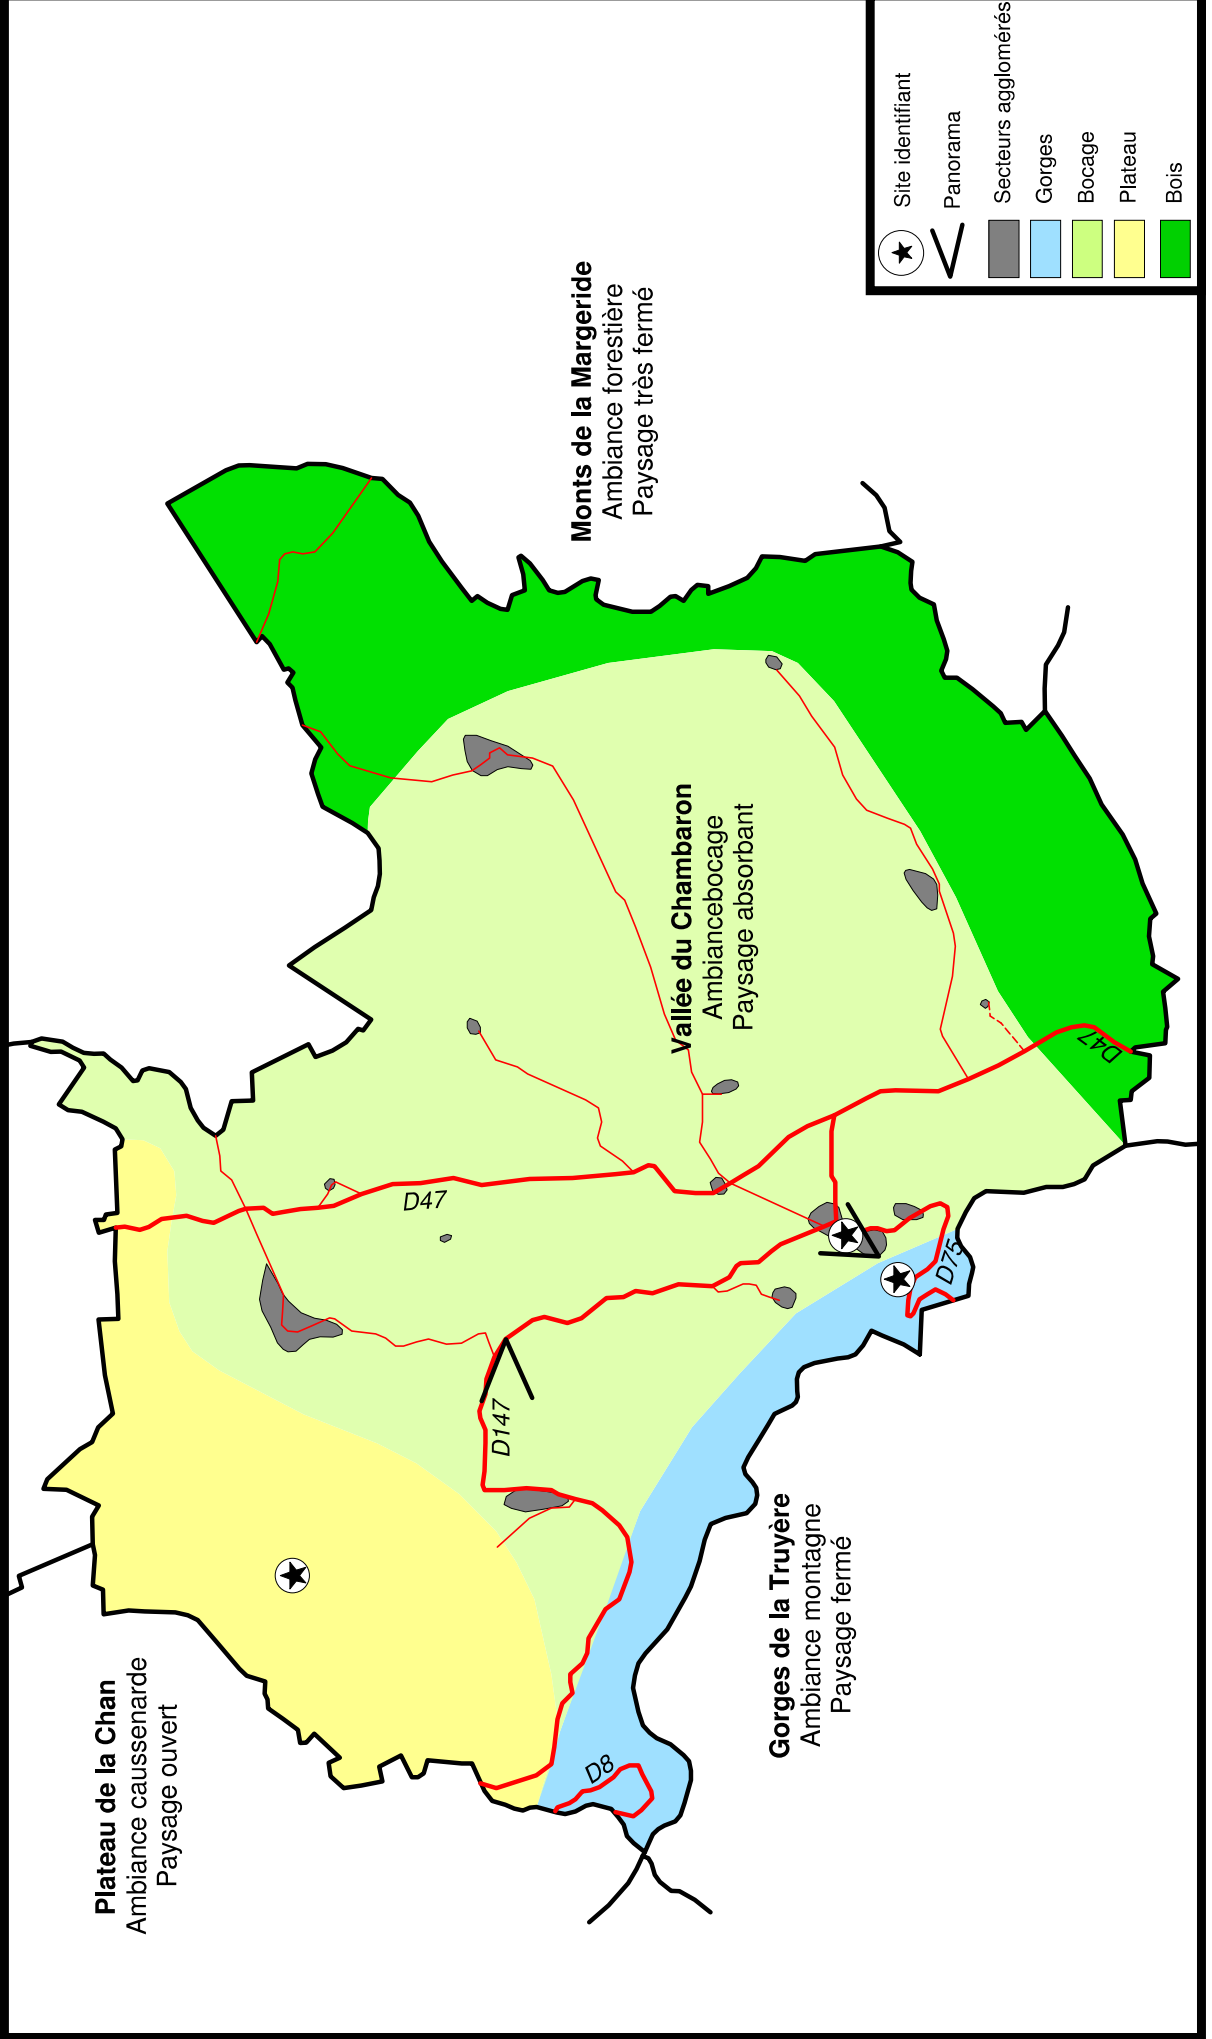 Plateau de la Chan
Ambiance caussenarde
Paysage ouvert
Monts de la Margeride
Ambiance forestière
Paysage très fermé
Vallée du Chambaron
Ambiancebocage
Paysage absorbant
Gorges de la Truyère
Ambiance montagne
Paysage fermé
D47
D147
D8
D75
D47
Site identifiant
Panorama
Secteurs agglomérés
Gorges
Bocage
Plateau
Bois